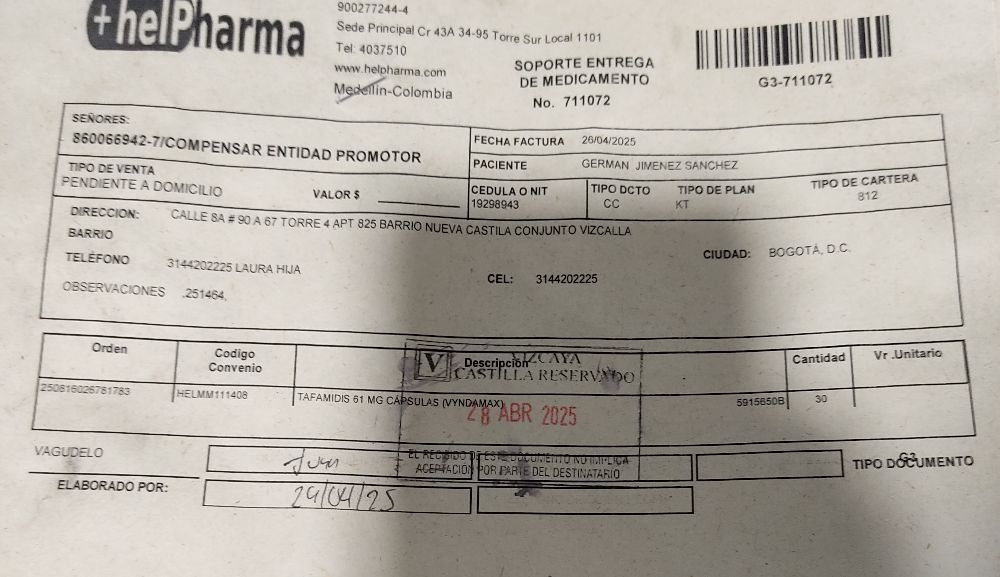 +helPharma
900277244-4
Sede Principal Cr 43A 34-95 Torre Sur Local 1101
Tel: 4037510
www.helpharma.com
Medellin-Colombia
SOPORTE ENTREGA
DE MEDICAMENTO
No. 711072
G3-711072
SEÑORES:
860066942-7/COMPENSAR ENTIDAD PROMOTOR
FECHA FACTURA 26/04/2025
PACIENTE GERMAN JIMENEZ SANCHEZ
TIPO DE VENTA
PENDIENTE A DOMICILIO
VALOR $
CEDULA O NIT
19298943
TIPO DCTO
CC
TIPO DE PLAN
KT
TIPO DE CARTERA
812
DIRECCION: CALLE 8A # 90 A 67 TORRE 4 APT 825 BARRIO NUEVA CASTILA CONJUNTO VIZCALLA
BARRIO
CIUDAD: BOGOTÁ, D.C.
TELÉFONO 3144202225 LAURA HIJA
CEL: 3144202225
OBSERVACIONES .251464,
Orden
Codigo
Convenio
Descripción
Cantidad
Vr .Unitario
VIZCAYA
CASTILLA RESERVADO
250816026781783 HELMM111408 TAFAMIDIS 61 MG CÁPSULAS (VYNDAMAX) 5915650B 30
28 ABR 2025
VAGUDELO
EL RECIBIDO DE ESTE DOCUMENTO NO IMPLICA
ACEPTACIÓN POR PARTE DEL DESTINATARIO
G3
TIPO DOCUMENTO
ELABORADO POR:
29/04/25